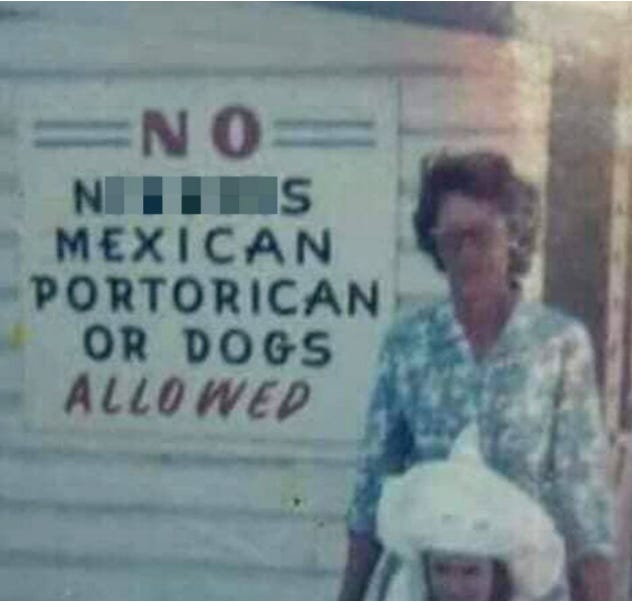 NO
MEXICAN
PORTORICAN
OR DOGS
ALLOWED